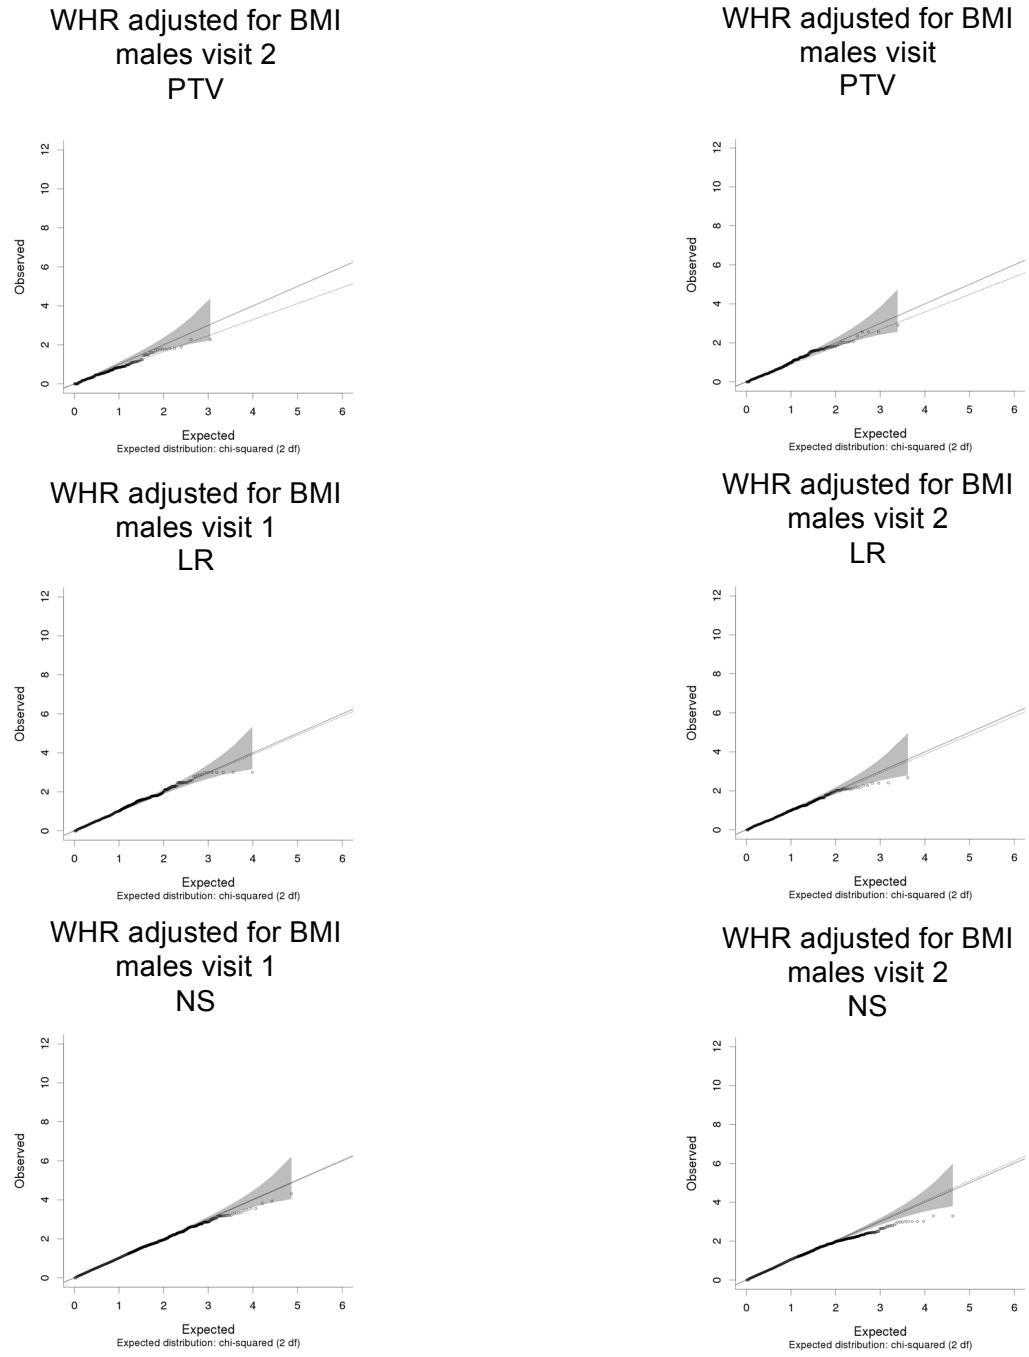 WHR adjusted for BMI
males visit 2
PTV
12
10
8
6
4
2
0
Observed
0 1 2 3 4 5 6
Expected
Expected distribution: chi-squared (2 df)
WHR adjusted for BMI
males visit
PTV
12
10
8
6
4
2
0
Observed
0 1 2 3 4 5 6
Expected
Expected distribution: chi-squared (2 df)
WHR adjusted for BMI
males visit 1
LR
12
10
8
6
4
2
0
Observed
0 1 2 3 4 5 6
Expected
Expected distribution: chi-squared (2 df)
WHR adjusted for BMI
males visit 2
LR
12
10
8
6
4
2
0
Observed
0 1 2 3 4 5 6
Expected
Expected distribution: chi-squared (2 df)
WHR adjusted for BMI
males visit 1
NS
12
10
8
6
4
2
0
Observed
0 1 2 3 4 5 6
Expected
Expected distribution: chi-squared (2 df)
WHR adjusted for BMI
males visit 2
NS
12
10
8
6
4
2
0
Observed
0 1 2 3 4 5 6
Expected
Expected distribution: chi-squared (2 df)